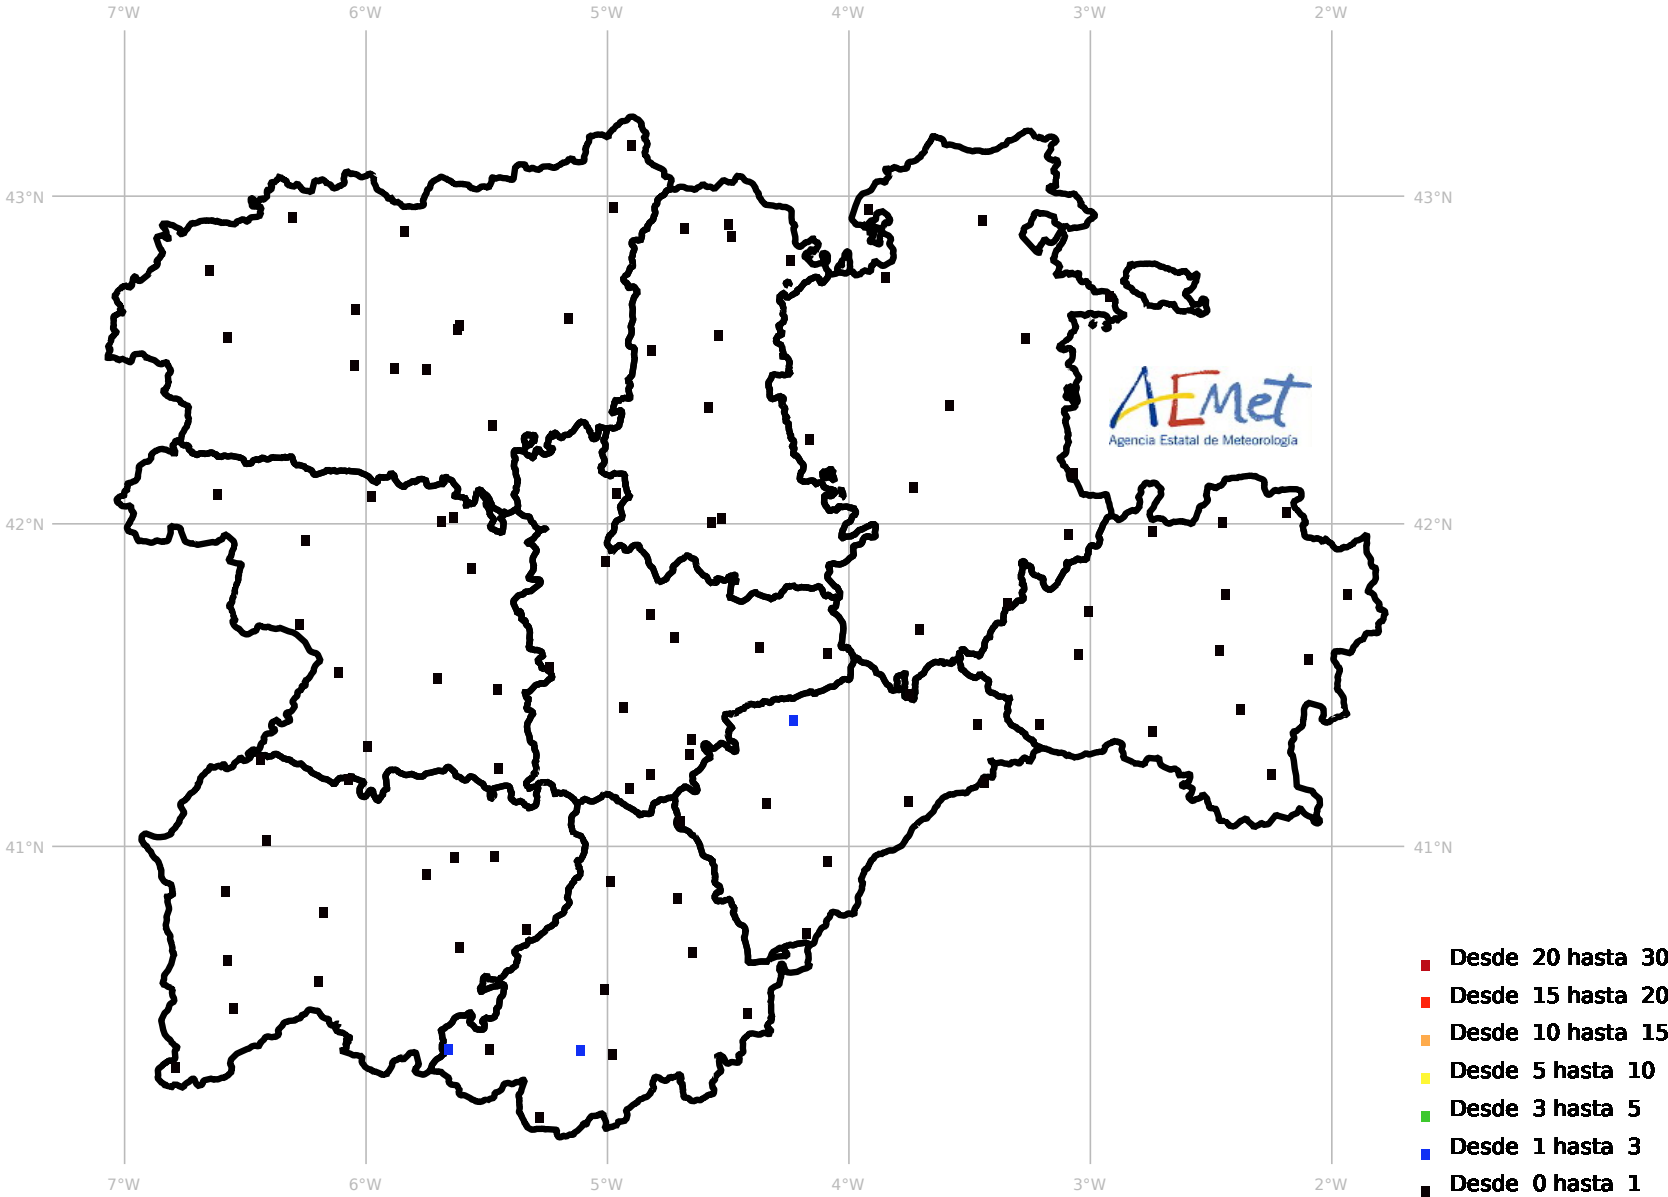 7°W 6°W 5°W 4°W 3°W 2°W
43°N 43°N
AEMet
Agencia Estatal de Meteorología
42°N 42°N
41°N 41°N
Desde 20 hasta 30
Desde 15 hasta 20
Desde 10 hasta 15
Desde 5 hasta 10
Desde 3 hasta 5
Desde 1 hasta 3
Desde 0 hasta 1
7°W 6°W 5°W 4°W 3°W 2°W